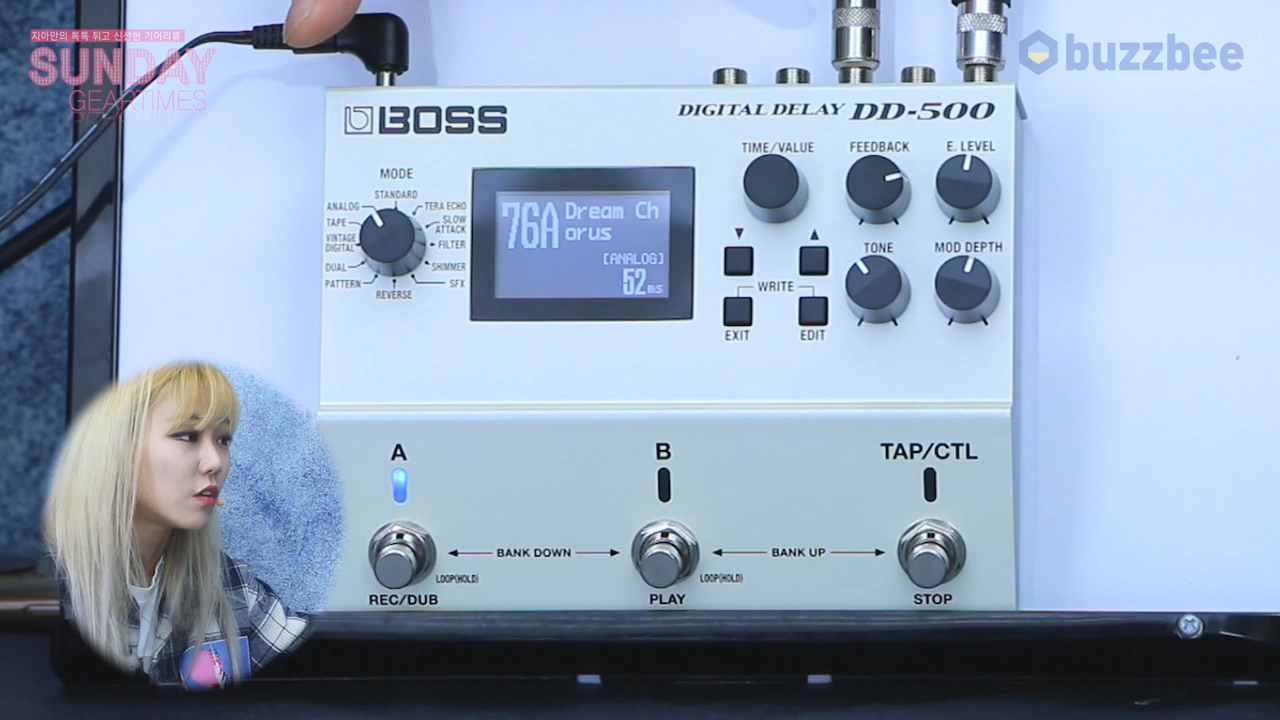 지아만의 톡톡 튀고 신선한 기어리뷰
SUNDAY
GEARTIMES
buzzbee
BOSS
DIGITAL DELAY DD-500
MODE
STANDARD
ANALOG
TERA ECHO
TAPE
SLOW
ATTACK
VINTAGE
DIGITAL
FILTER
DUAL
SHIMMER
PATTERN
SFX
REVERSE
76A
Dream Ch
orus
[ANALOG]
52ms
TIME/VALUE
FEEDBACK
E. LEVEL
TONE
MOD DEPTH
WRITE
EXIT
EDIT
A
B
TAP/CTL
BANK DOWN
BANK UP
LOOP(HOLD)
LOOP(HOLD)
REC/DUB
PLAY
STOP